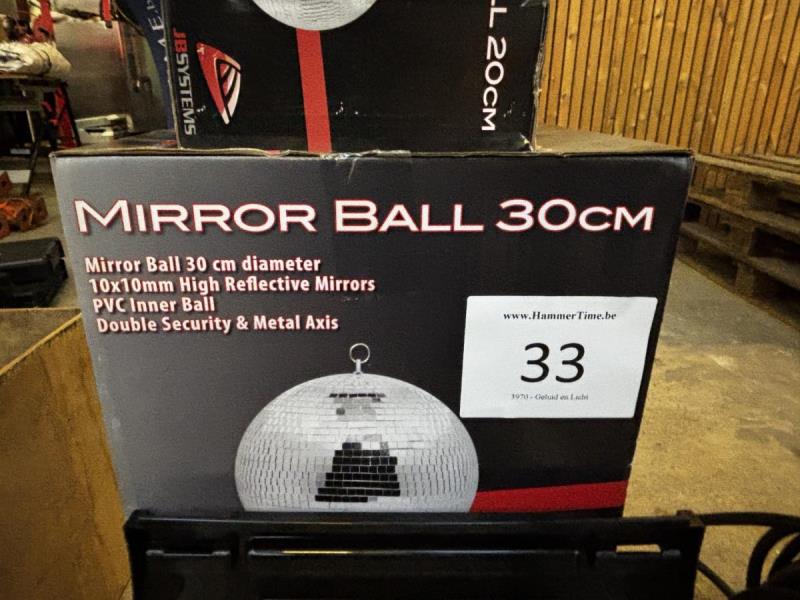 JBSYSTEMS
LL 20CM
MIRROR BALL 30CM
Mirror Ball 30 cm diameter
10x10mm High Reflective Mirrors
PVC Inner Ball
Double Security & Metal Axis
www.HammerTime.be
33
3970 - Geluid en Licht